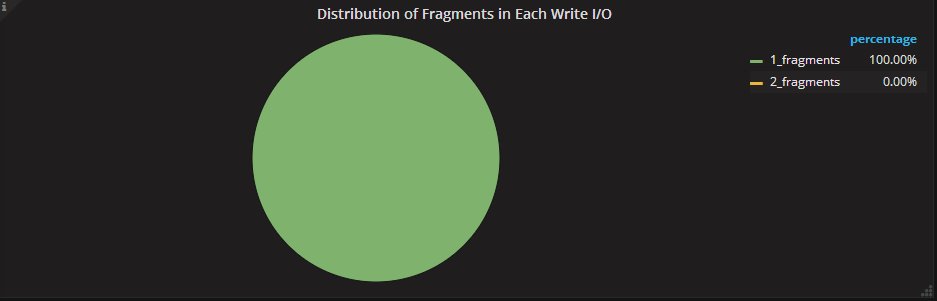 Distribution of Fragments in Each Write I/O
percentage
1_fragments 100.00%
2_fragments 0.00%